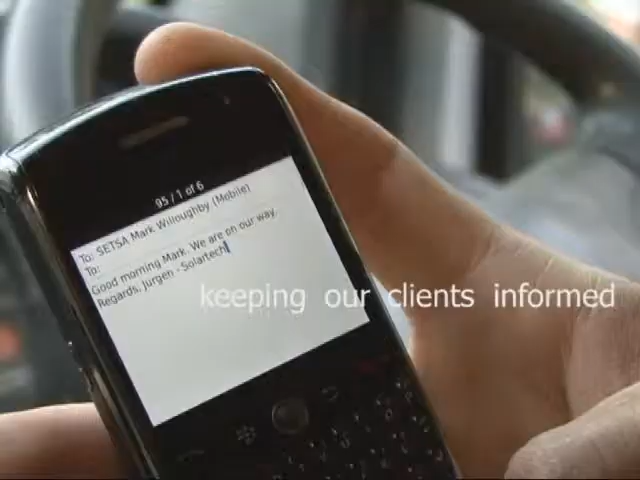 95 / 1 of 6
To: SETSA Mark Willoughby (Mobile)
To:
Good morning Mark. We are on our way.
Regards, Jurgen - Solartech
keeping our clients informed